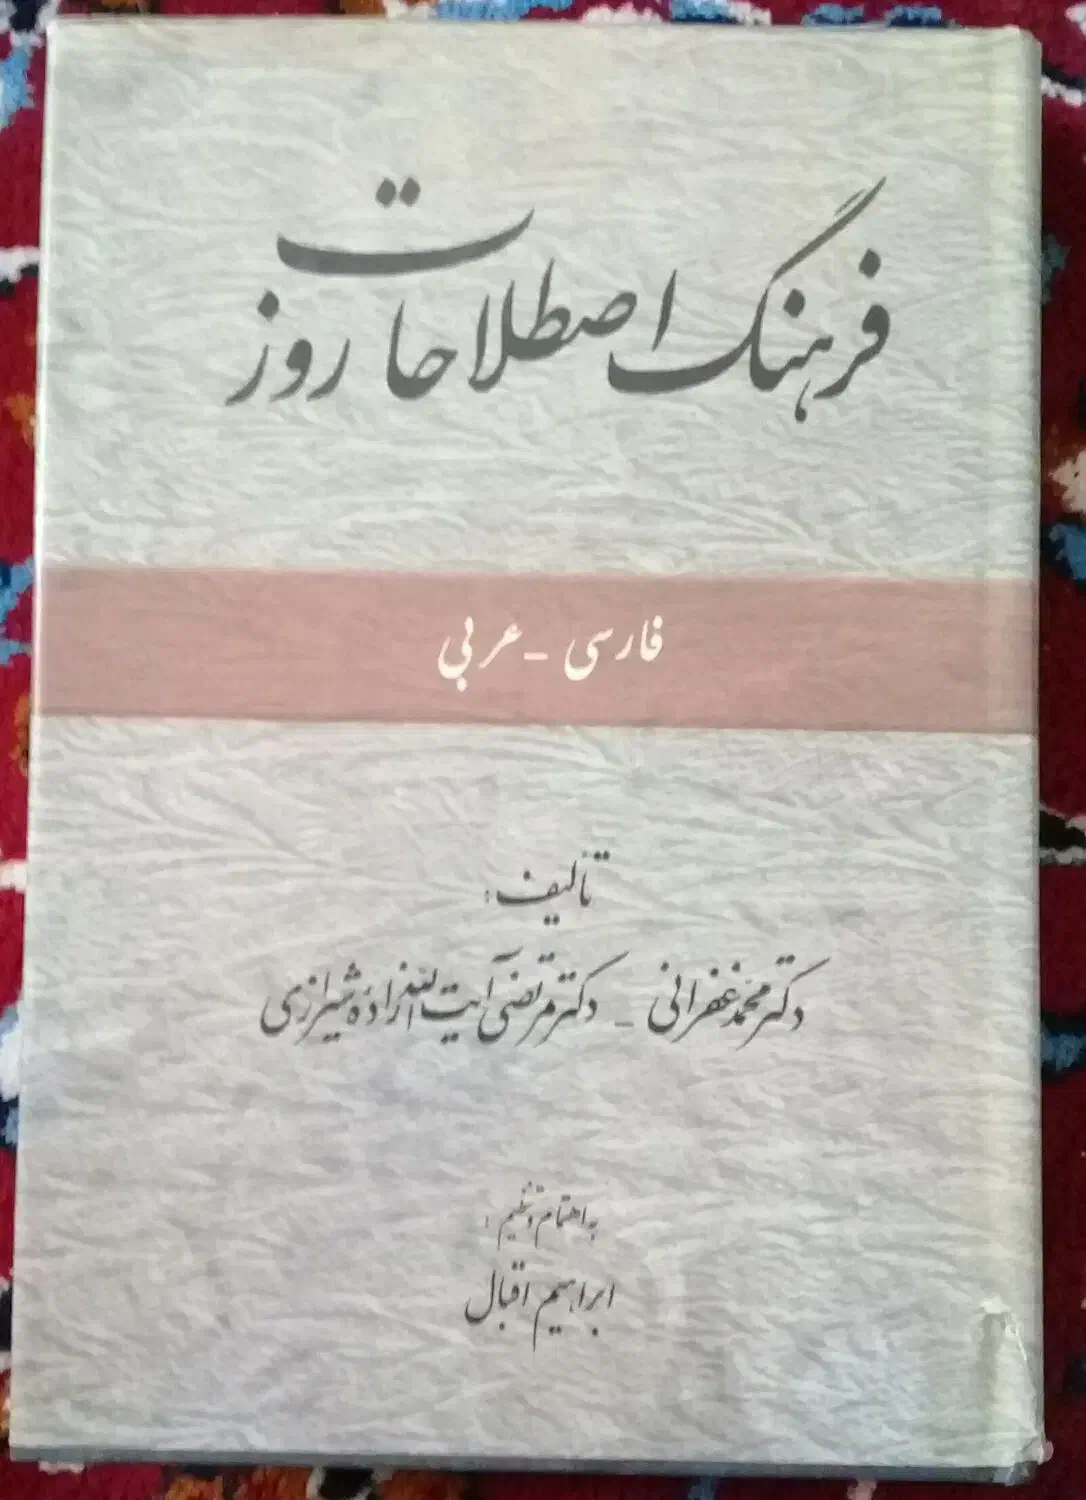 فرهنگ اصطلاحات روز
فارسی - عربی
تألیف:
دکتر محمد غفرانی - دکتر مرتضی آیت الله زاده شیرازی
به اهتمام و تنظیم:
ابراهیم اقبال